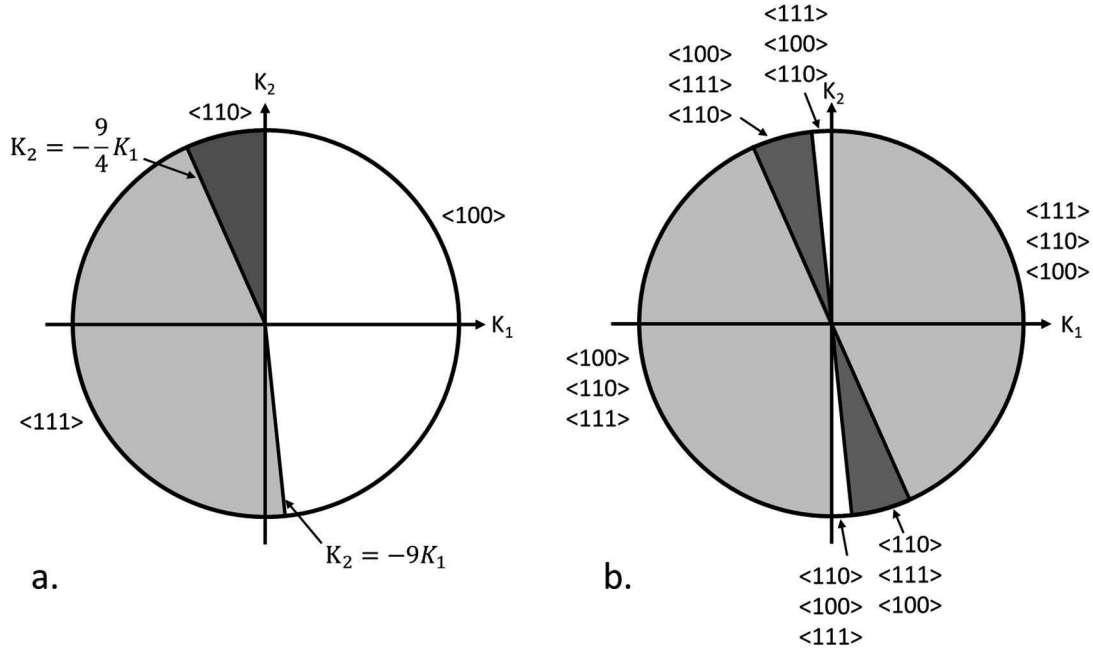 K₂
<110>
K₂ = -9/4 K₁
<100>
K₁
<111>
K₂ = −9K₁
a.
<111>
<100>
<110>
<100>
<111>
<110>
K₂
<111>
<110>
<100>
K₁
<100>
<110>
<111>
<110>
<111>
<100>
<110>
<100>
<111>
b.